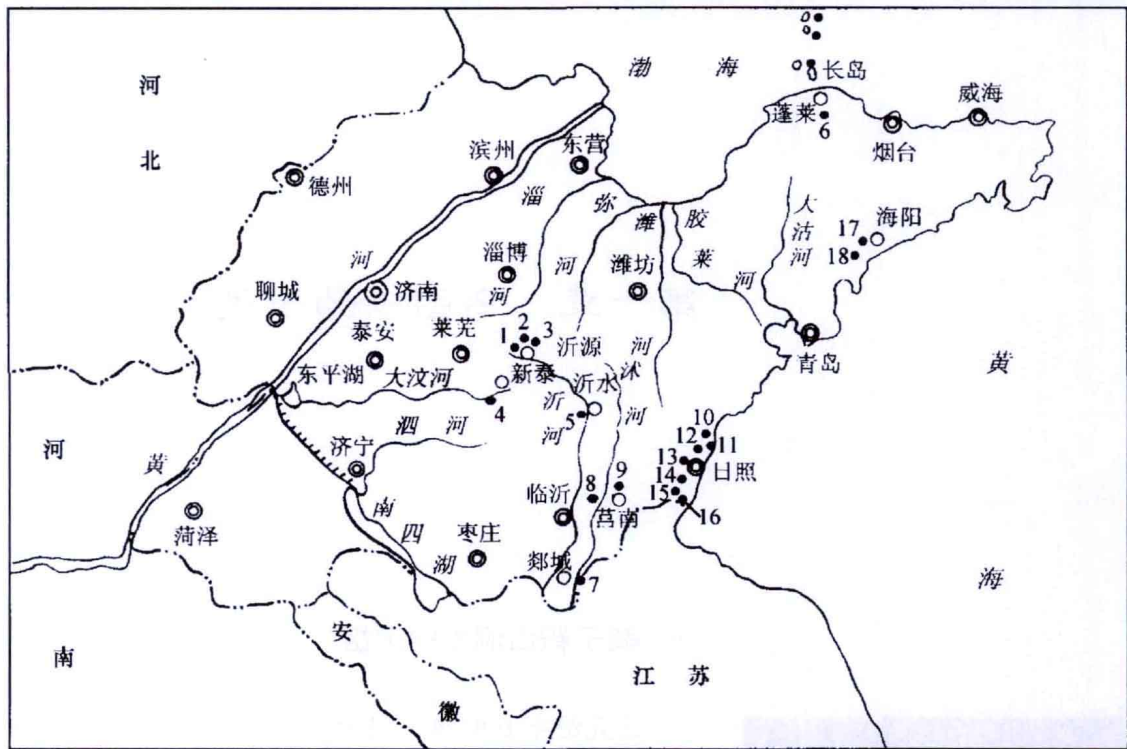 渤 海
长岛
河
北
威海
蓬莱
6
烟台
东营
滨州
德州
淄
河
弥
河
潍
河
胶
莱
河
大
沽
河
17
海阳
18
淄博
潍坊
河
济南
聊城
泰安
莱芜
1
2
3
沂源
青岛
东平湖
大汶河
新泰
沂水
沂
河
沭
河
黄
4
5
泗 河
河
黄
济宁
10
12
11
13
日照
14
15
16
9
8
临沂
莒南
南
四
湖
菏泽
枣庄
郯城
7
海
安
南
江 苏
徽